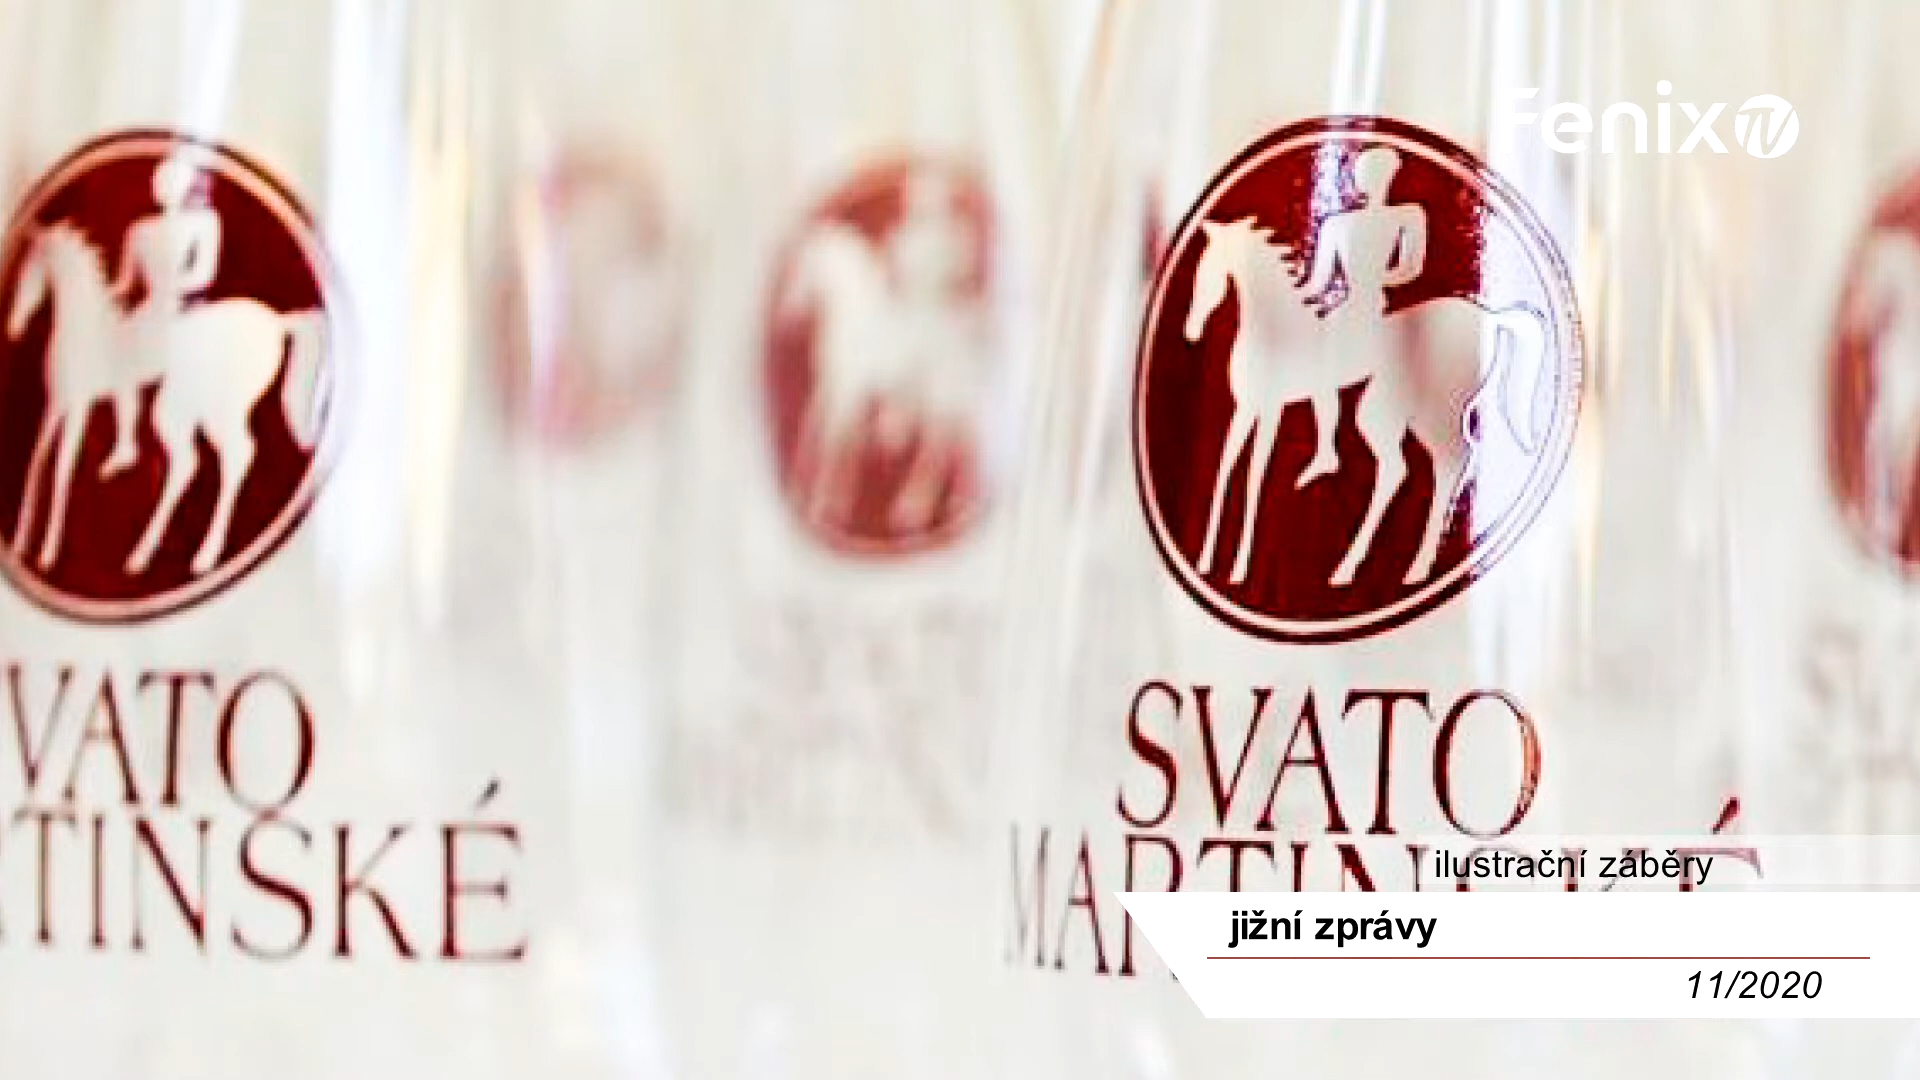 Fenix TV
VATO
TINSKÉ
SVATO
MARTINSKÉ
ilustrační záběry
jižní zprávy
11/2020